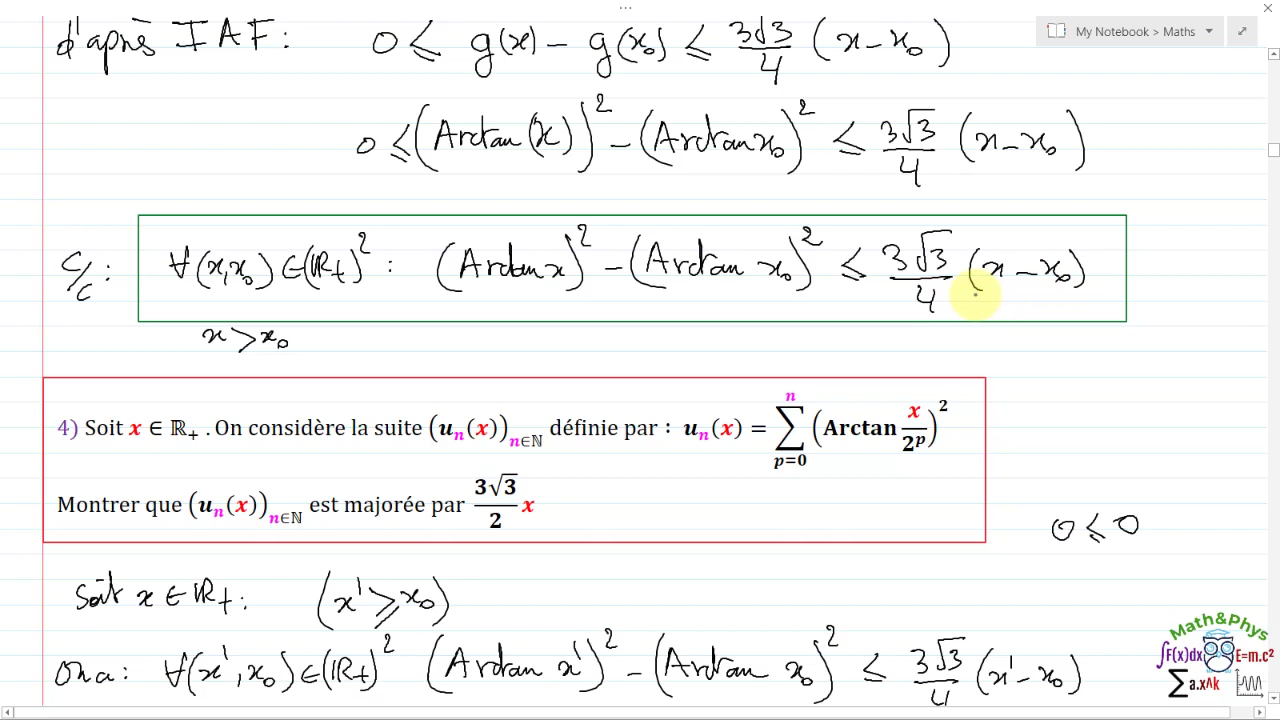 My Notebook > Maths
d'après IAF : 0 ≤ g(x) − g(x₀) ≤ 3√3/4 (x − x₀)
0 ≤ (Arctan(x))² − (Arctan x₀)² ≤ 3√3/4 (x − x₀)
C/C : ∀(x,x₀) ∈ (ℝ₊)² : (Arctan x)² − (Arctan x₀)² ≤ 3√3/4 (x − x₀)
x > x₀
4) Soit x ∈ ℝ₊ . On considère la suite (uₙ(x))ₙ∈ℕ définie par : uₙ(x) = ∑_{p=0}^{n} (Arctan x/2ᵖ)²
Montrer que (uₙ(x))ₙ∈ℕ est majorée par 3√3/2 x
0 ≤ 0
Soit x ∈ ℝ₊ : (x' ≥ x₀)
On a : ∀(x', x₀) ∈ (ℝ₊)² (Arctan x')² − (Arctan x₀)² ≤ 3√3/4 (x' − x₀)
Math&Phys
∫F(x)dx E=m.c²
∑a.x^k